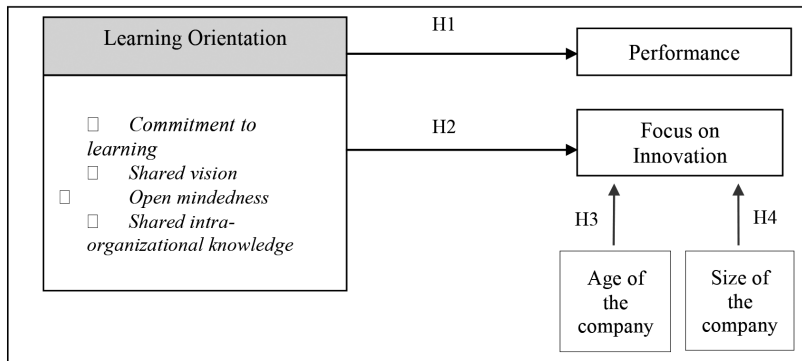 Learning Orientation
H1
Performance
□ Commitment to
learning
□ Shared vision
□ Open mindedness
□ Shared intra-
organizational knowledge
H2
Focus on
Innovation
H3
H4
Age of
the
company
Size of
the
company